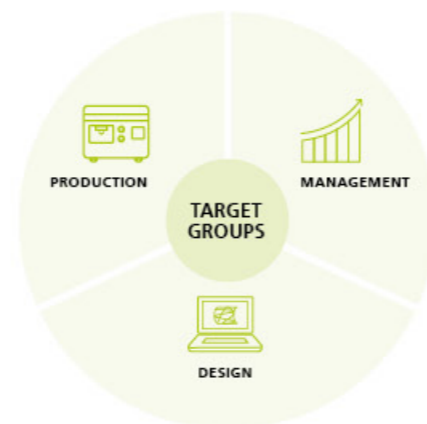 PRODUCTION
MANAGEMENT
TARGET
GROUPS
DESIGN